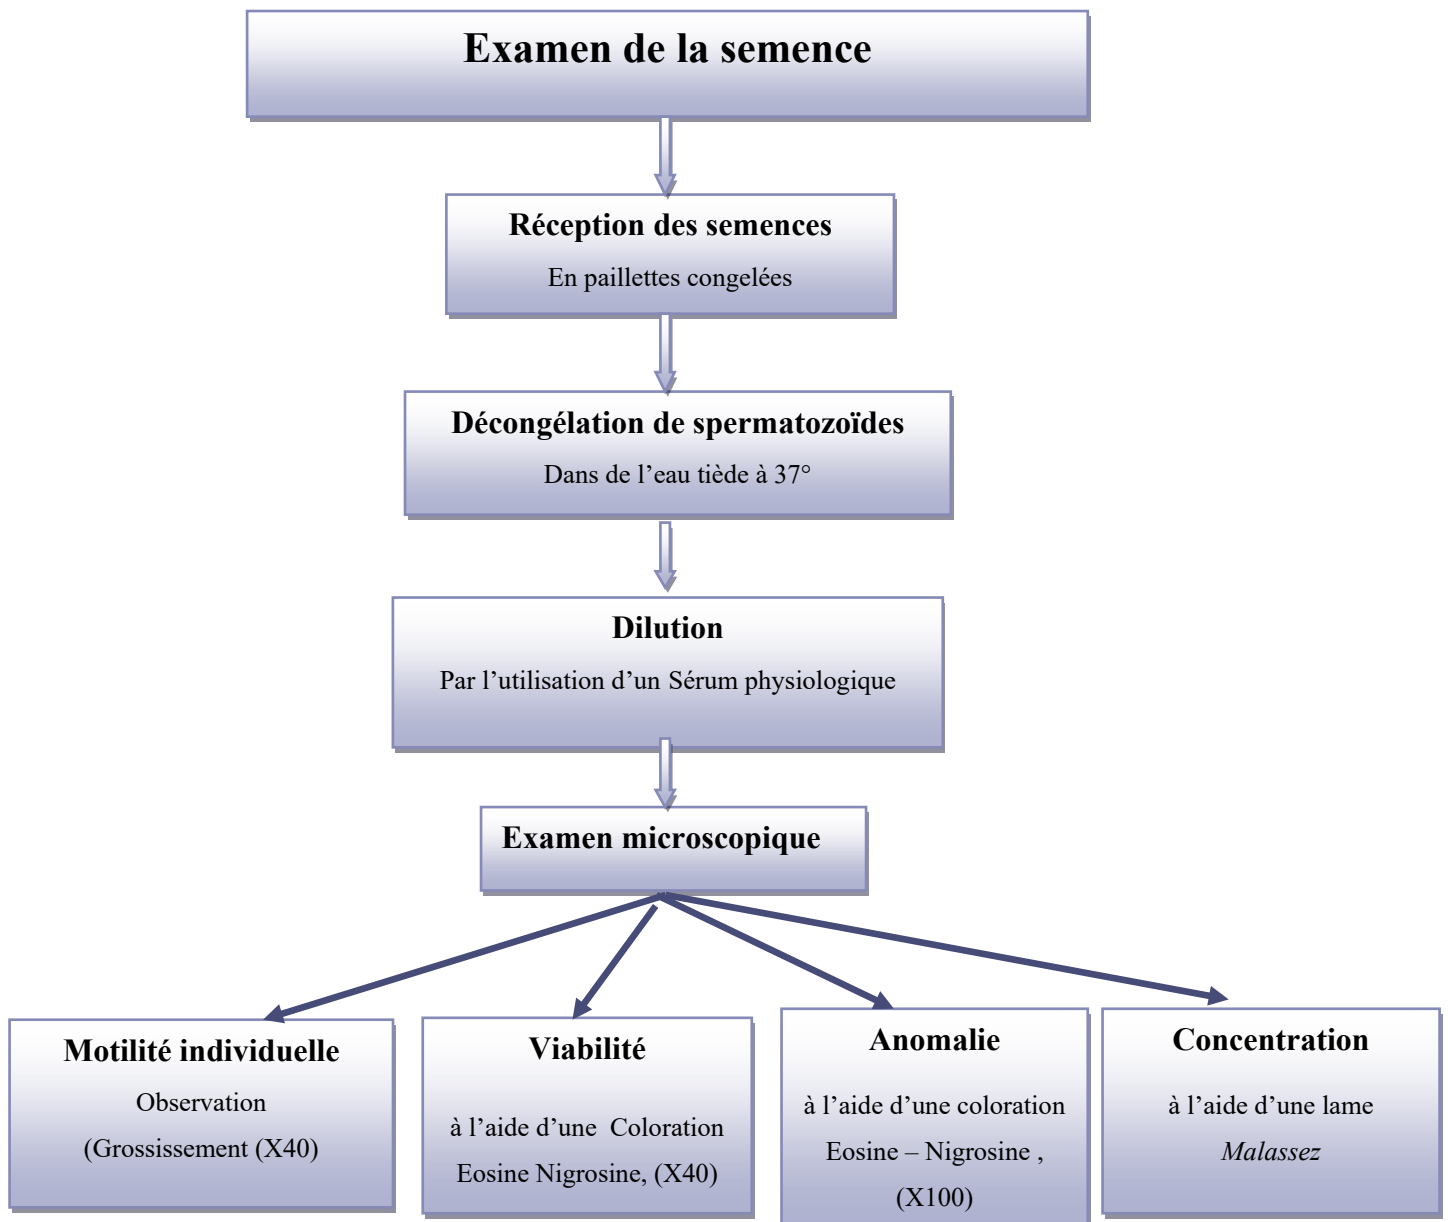 Examen de la semence
Réception des semences
En paillettes congelées
Décongélation de spermatozoïdes
Dans de l’eau tiède à 37°
Dilution
Par l’utilisation d’un Sérum physiologique
Examen microscopique
Motilité individuelle
Observation
(Grossissement (X40)
Viabilité
à l’aide d’une Coloration
Eosine Nigrosine, (X40)
Anomalie
à l’aide d’une coloration
Eosine – Nigrosine ,
(X100)
Concentration
à l’aide d’une lame
Malassez